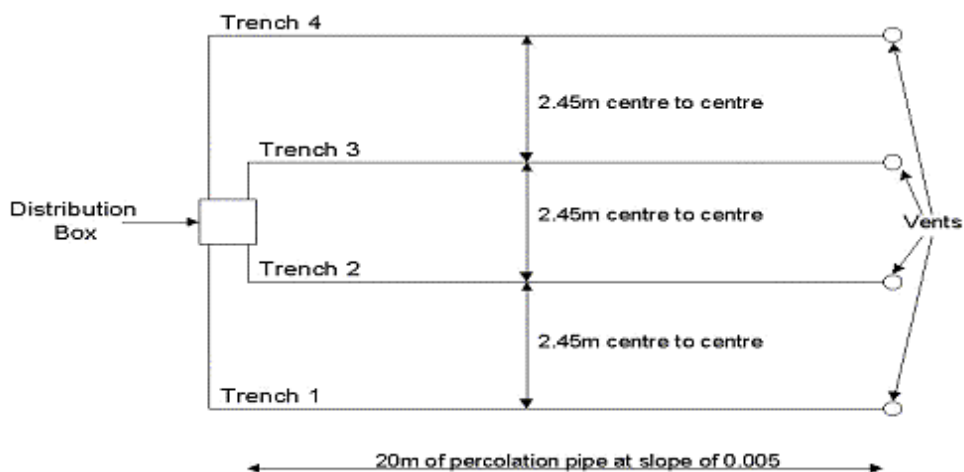 Trench 4
2.45m centre to centre
Trench 3
Distribution
Box
2.45m centre to centre
Vents
Trench 2
2.45m centre to centre
Trench 1
20m of percolation pipe at slope of 0.005